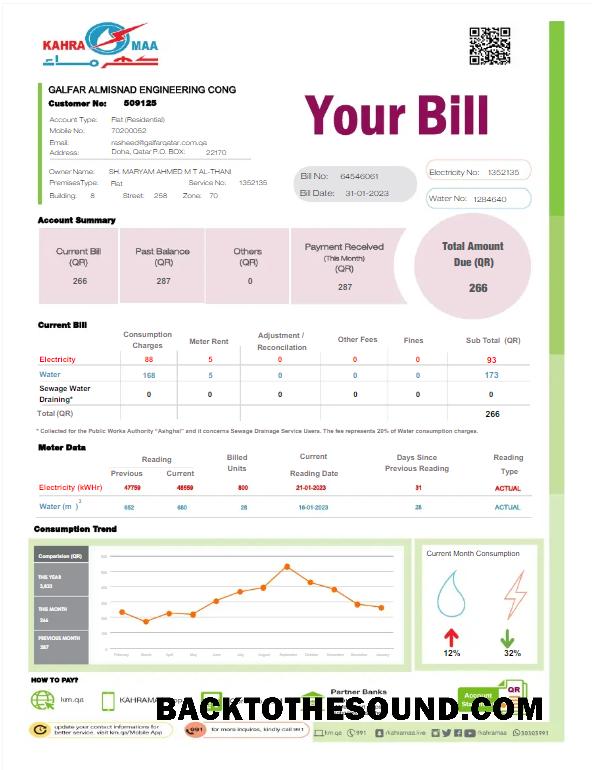 KAHRA MAA
GALFAR ALMISNAD ENGINEERING CONG
Customer No: 509125
Account Type: Flat (Residential)
Mobile No. 70200052
Email: rasheed@galfarqatar.com.qa
Address: Doha, Qatar P.O. BOX: 22170
Owner Name: SH. MARYAM AHMED M T AL-THANI
PremisesType: Flat Service No: 1352135
Building: 8 Street: 258 Zone: 70
Your Bill
Bill No: 64546061
Bill Date: 31-01-2023
Electricity No: 1352135
Water No: 1284640
Account Summary
Current Bill (QR) 266
Past Balance (QR) 287
Others (QR) 0
Payment Received (This Month) (QR) 287
Total Amount Due (QR) 266
Current Bill
Consumption Charges Meter Rent Adjustment / Reconcilation Other Fees Fines Sub Total (QR)
Electricity 88 5 0 0 0 93
Water 168 5 0 0 0 173
Sewage Water Draining* 0 0 0 0 0 0
Total (QR) 266
* Collected for the Public Works Authority "Ashghal" and it concerns Sewage Drainage Service Users. The fee represents 20% of Water consumption charges.
Meter Data
Reading Billed Units Current Reading Date Days Since Previous Reading Reading Type
Previous Current
Electricity (kWHr) 47759 48559 800 21-01-2023 31 ACTUAL
Water (m3) 652 680 28 18-01-2023 28 ACTUAL
Consumption Trend
Comparision (QR)
THIS YEAR
THIS MONTH
266
PREVIOUS MONTH
287
February March April May June July August September October November December January
Current Month Consumption
12% 32%
HOW TO PAY?
km.qa
KAHRAMAA
Partner Banks
Account
QR
BACKTOTHESOUND.COM
update your contact informations for
better service. visit km.qa/Mobile App
991 for more inquires, kindly call 991
km.qa 991 /kahramaa.live /kahramaa 30303991